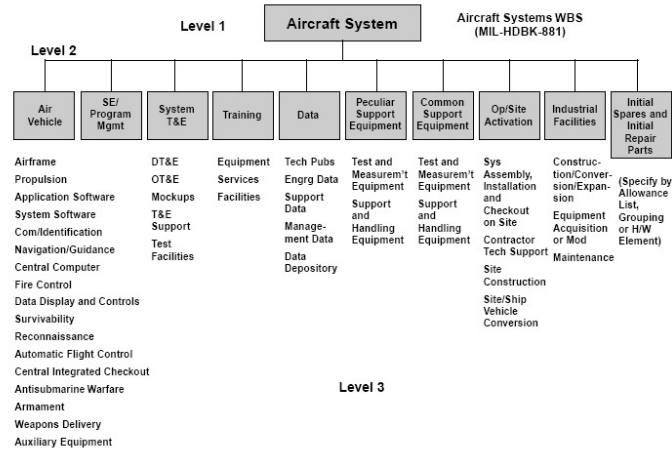 Level 1
Aircraft System
Aircraft Systems WBS
(MIL-HDBK-881)
Level 2
Air
Vehicle
SE/
Program
Mgmt
System
T&E
Training
Data
Peculiar
Support
Equipment
Common
Support
Equipment
Op/Site
Activation
Industrial
Facilities
Initial
Spares and
Initial
Repair
Parts
Airframe
Propulsion
Application Software
System Software
Com/Identification
Navigation/Guidance
Central Computer
Fire Control
Data Display and Controls
Survivability
Reconnaissance
Automatic Flight Control
Central Integrated Checkout
Antisubmarine Warfare
Armament
Weapons Delivery
Auxiliary Equipment
DT&E
OT&E
Mockups
T&E
Support
Test
Facilities
Equipment
Services
Facilities
Tech Pubs
Engrg Data
Support
Data
Manage-
ment Data
Data
Depository
Test and
Measurem't
Equipment
Support
and
Handling
Equipment
Test and
Measurem't
Equipment
Support
and
Handling
Equipment
Sys
Assembly,
Installation
and
Checkout
on Site
Contractor
Tech Support
Site
Construction
Site/Ship
Vehicle
Conversion
Construc-
tion/Conver-
sion/Expan-
sion
Equipment
Acquisition
or Mod
Maintenance
(Specify by
Allowance
List,
Grouping
or H/W
Element)
Level 3